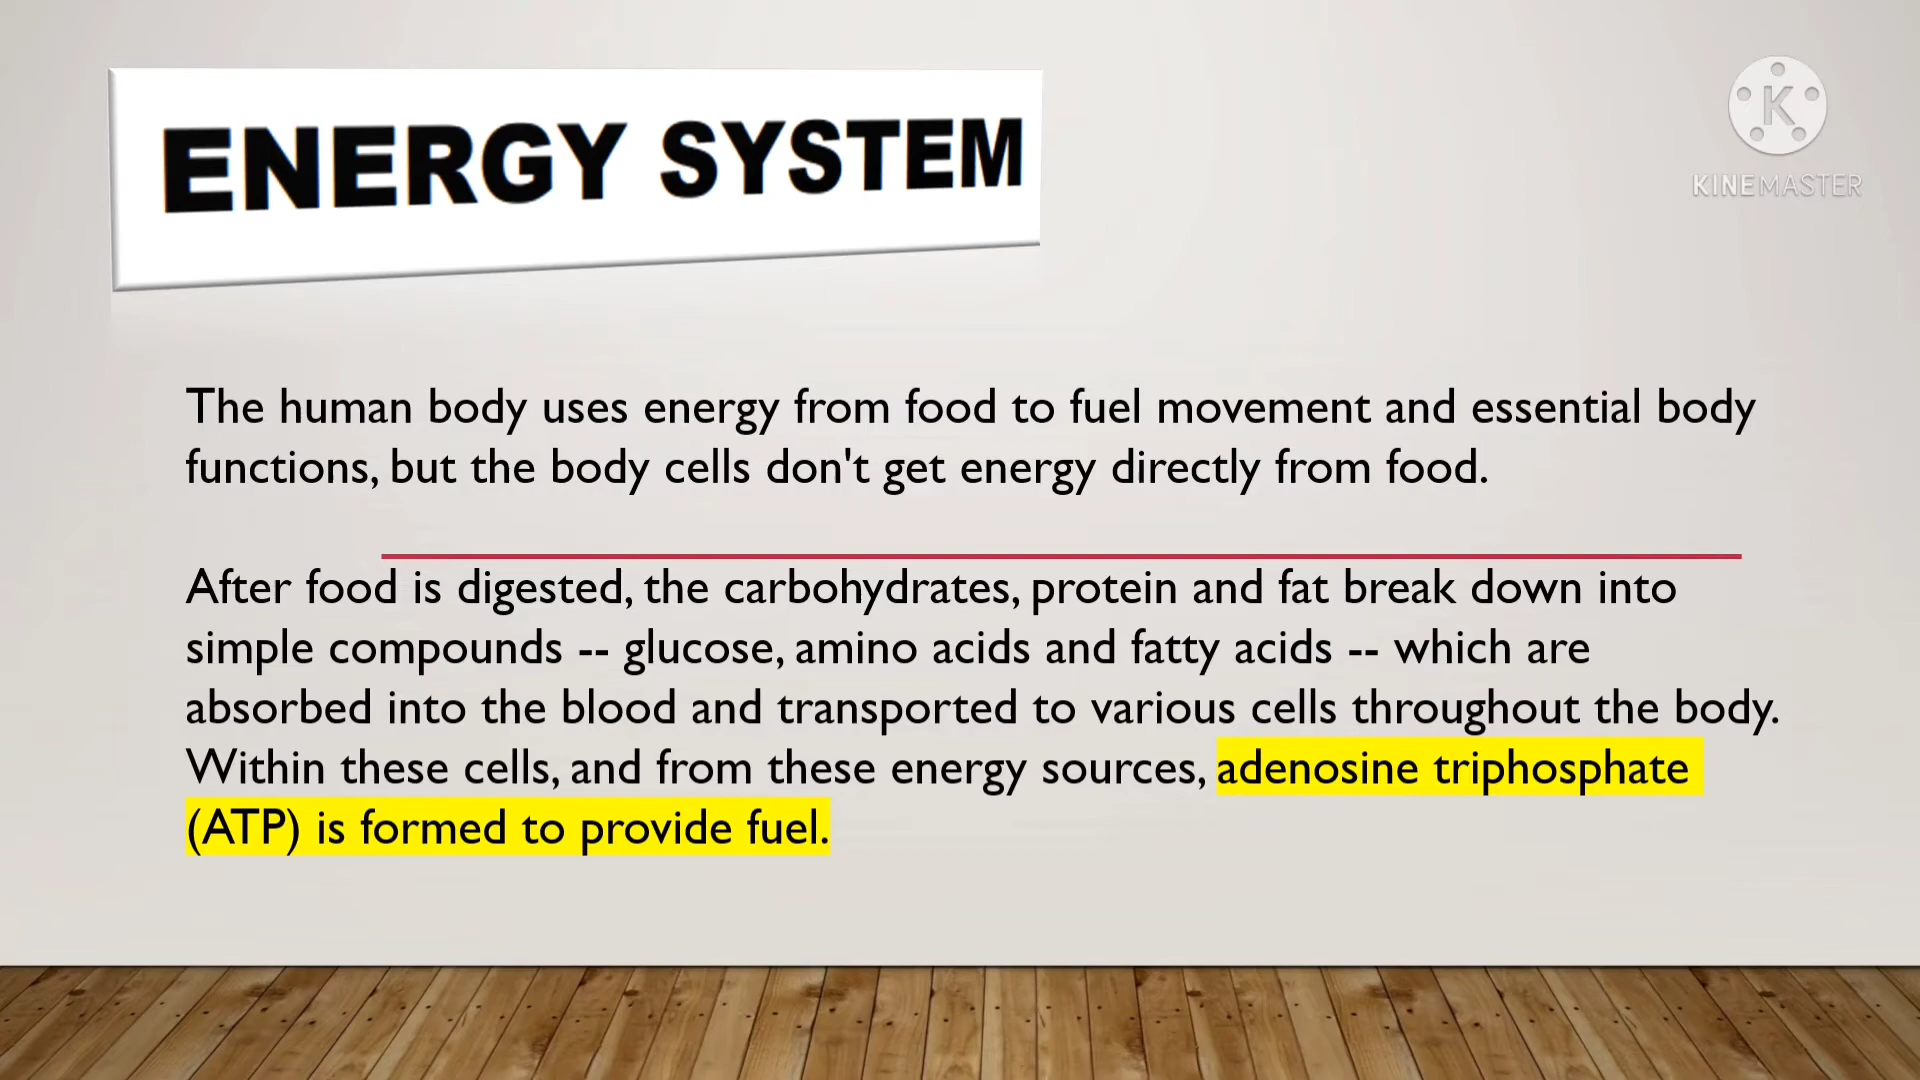 ENERGY SYSTEM
K
KINEMASTER
The human body uses energy from food to fuel movement and essential body
functions, but the body cells don't get energy directly from food.
After food is digested, the carbohydrates, protein and fat break down into
simple compounds -- glucose, amino acids and fatty acids -- which are
absorbed into the blood and transported to various cells throughout the body.
Within these cells, and from these energy sources, adenosine triphosphate
(ATP) is formed to provide fuel.